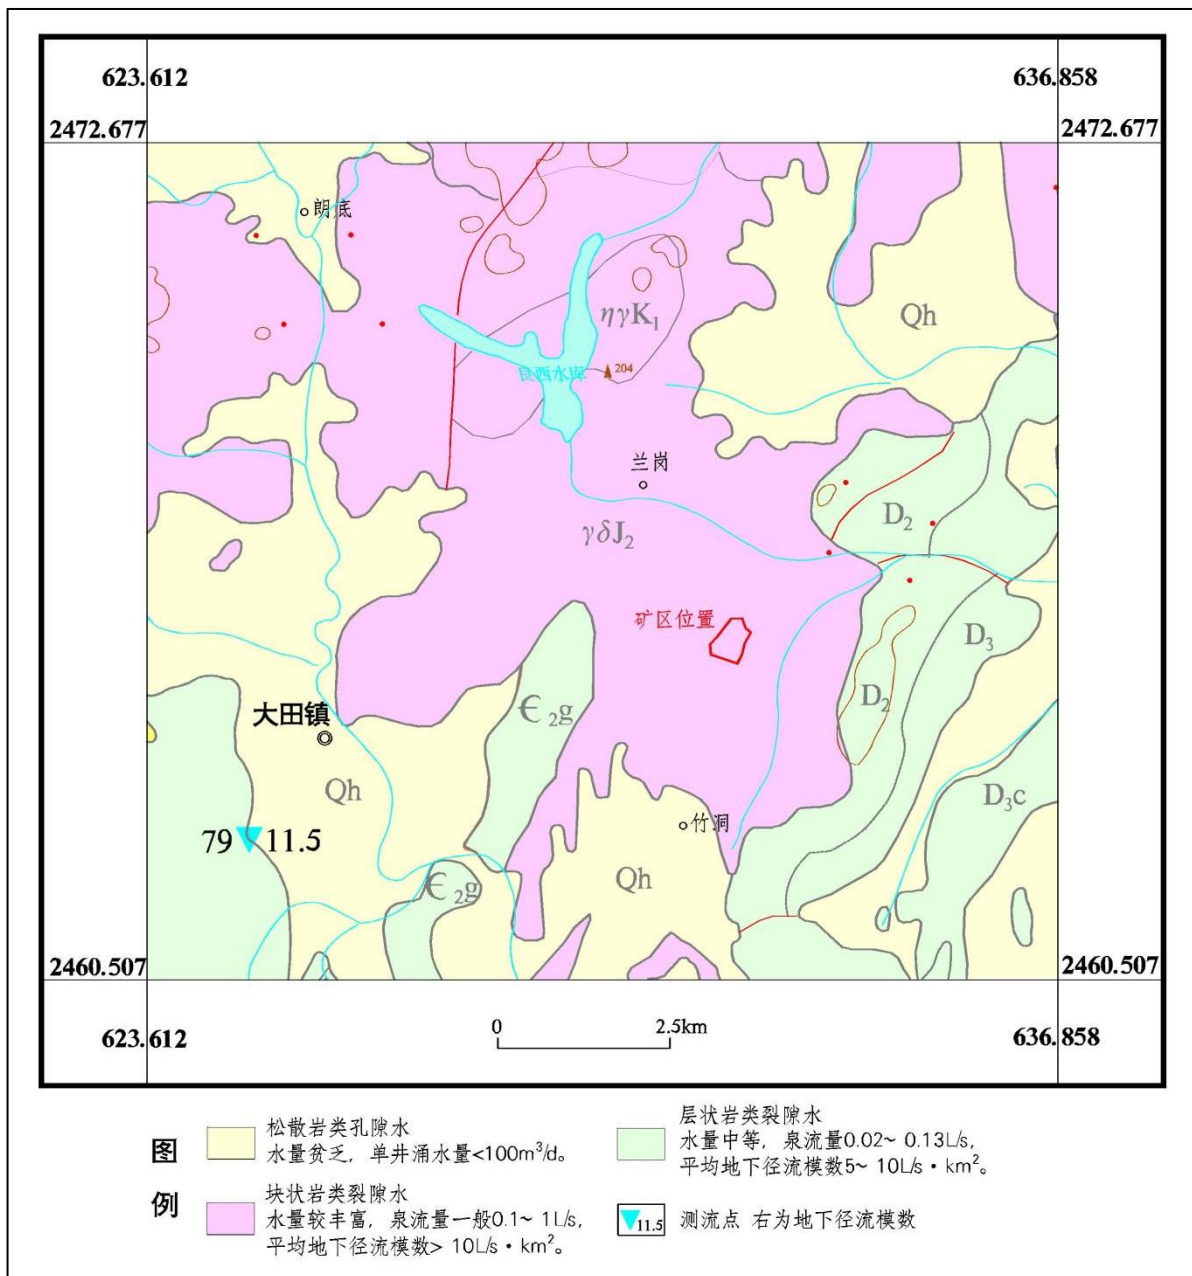 623.612
636.858
2472.677
2472.677
朗底
Qh
ηγK₁
204
良西水库
兰岗
D₂
γδJ₂
矿区位置
D₃
D₂
Є₂g
大田镇
Qh
D₃c
竹洞
79
11.5
Qh
Є₂g
2460.507
2460.507
0
2.5km
623.612
636.858
图
例
松散岩类孔隙水
水量贫乏, 单井涌水量<100m³/d。
层状岩类裂隙水
水量中等, 泉流量0.02~ 0.13L/s,
平均地下径流模数5~ 10L/s·km²。
块状岩类裂隙水
水量较丰富, 泉流量一般0.1~ 1L/s,
平均地下径流模数> 10L/s·km²。
11.5
测流点 右为地下径流模数